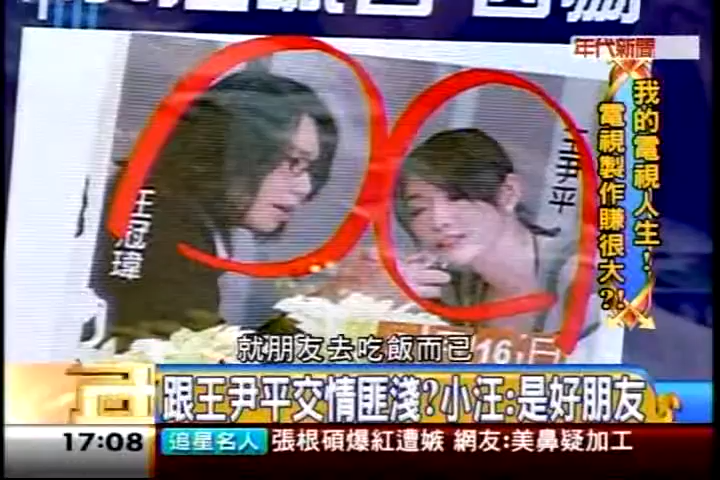 年代新聞
我的電視人生!
電視製作賺很大?!
王冠瑋
王尹平
就朋友去吃飯而已
16
跟王尹平交情匪淺?小汪:是好朋友
17:08
追星名人
張根碩爆紅遭嫉 網友:美鼻疑加工